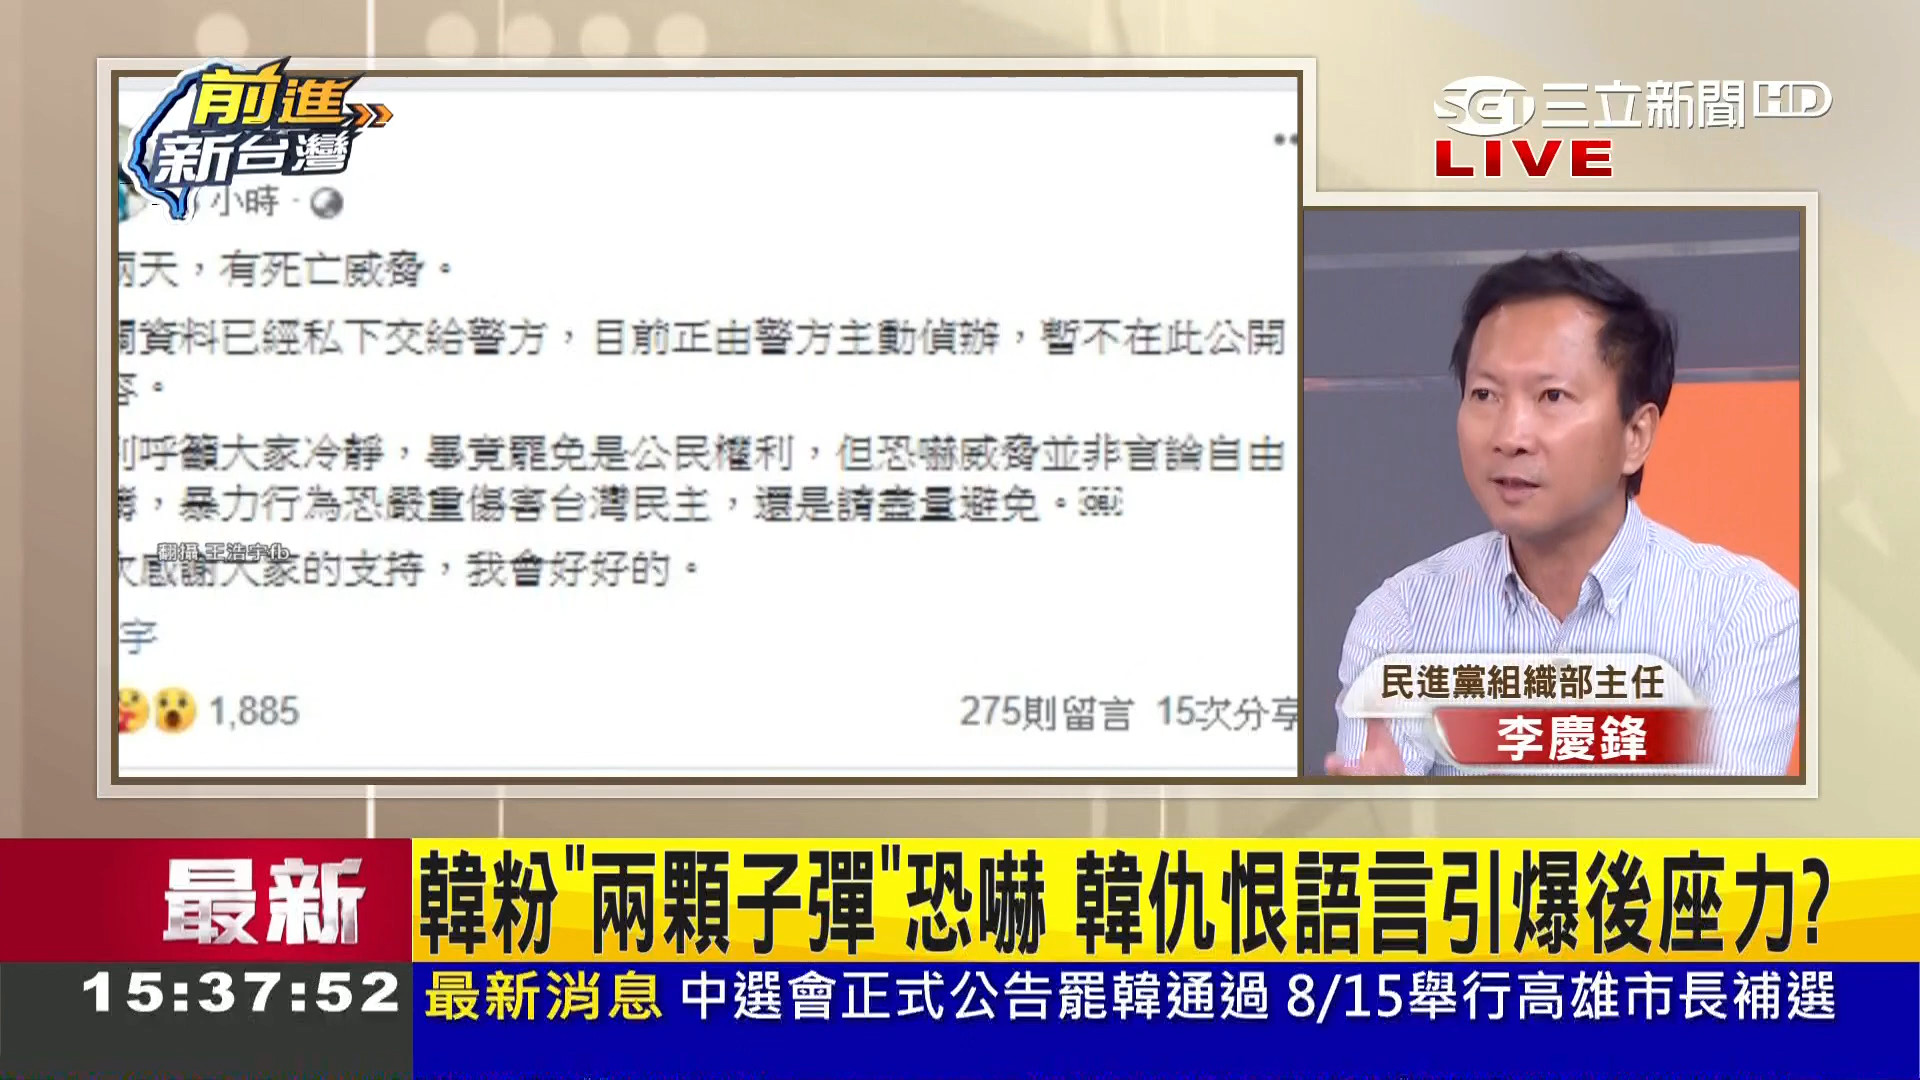 前進
新台灣
SET三立新聞HD
LIVE
小時
兩天，有死亡威脅。
關資料已經私下交給警方，目前正由警方主動偵辦，暫不在此公開
容。
別呼籲大家冷靜，畢竟罷免是公民權利，但恐嚇威脅並非言論自由
疇，暴力行為恐嚴重傷害台灣民主，還是請盡量避免。OBJ
翻攝 王浩宇fb
次感謝大家的支持，我會好好的。
宇
1,885
275則留言 15次分享
民進黨組織部主任
李慶鋒
最新
韓粉"兩顆子彈"恐嚇 韓仇恨語言引爆後座力?
15:37:52
最新消息 中選會正式公告罷韓通過 8/15舉行高雄市長補選